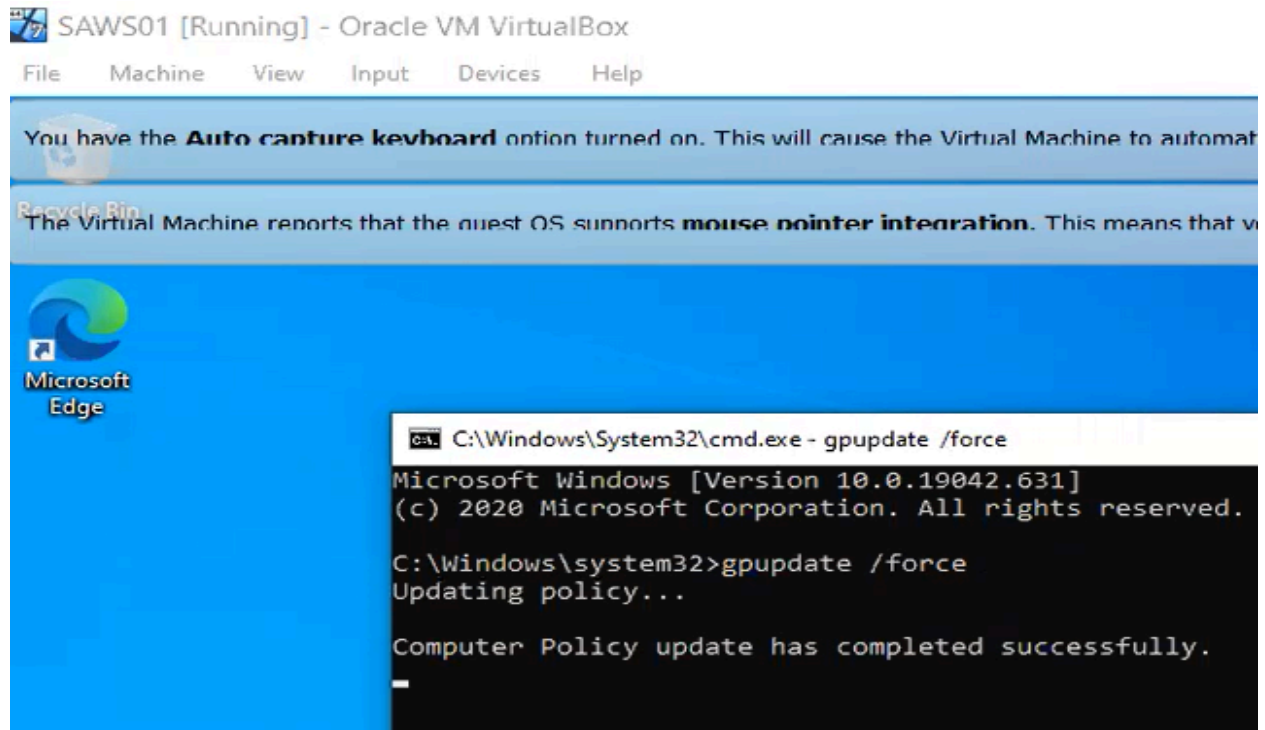 SAWS01 [Running] - Oracle VM VirtualBox
File Machine View Input Devices Help
You have the Auto capture keyboard option turned on. This will cause the Virtual Machine to automat
Recycle Bin
The Virtual Machine reports that the guest OS supports mouse pointer integration. This means that
Microsoft
Edge
C:\Windows\System32\cmd.exe - gpupdate /force
Microsoft Windows [Version 10.0.19042.631]
(c) 2020 Microsoft Corporation. All rights reserved.
C:\Windows\system32>gpupdate /force
Updating policy...
Computer Policy update has completed successfully.